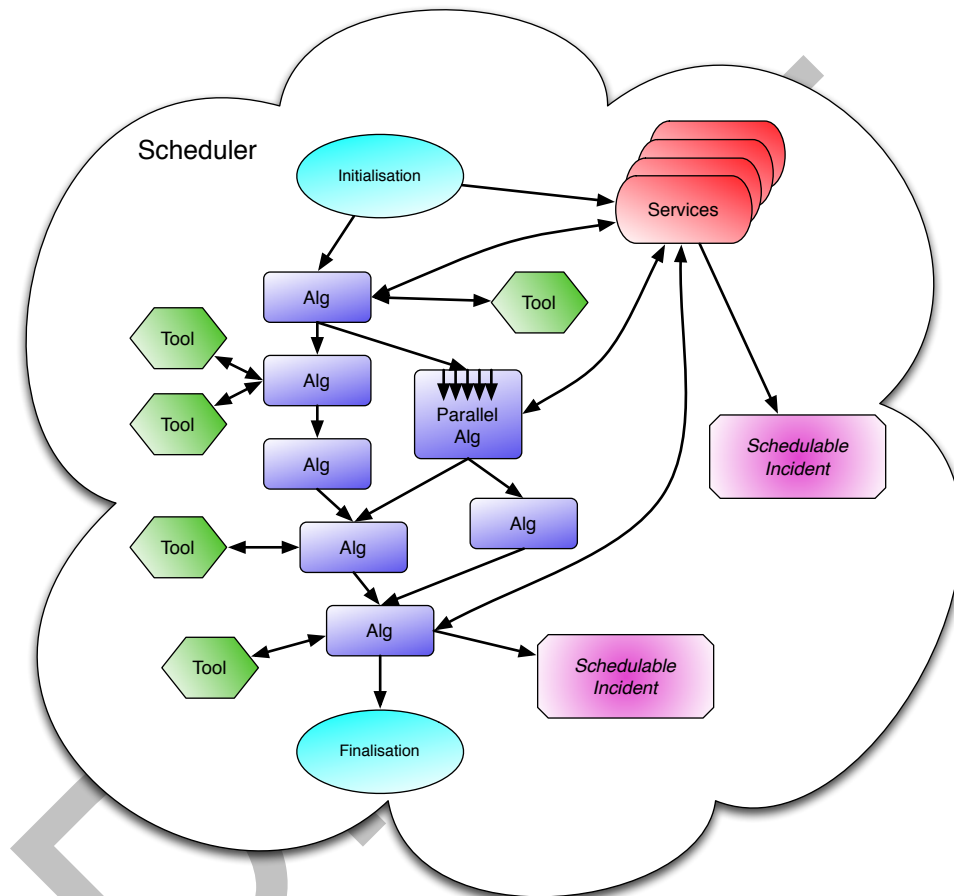 Scheduler
Initialisation
Services
Alg
Tool
Tool
Alg
Tool
Parallel
Alg
Schedulable
Incident
Alg
Alg
Tool
Alg
Alg
Tool
Schedulable
Incident
Finalisation